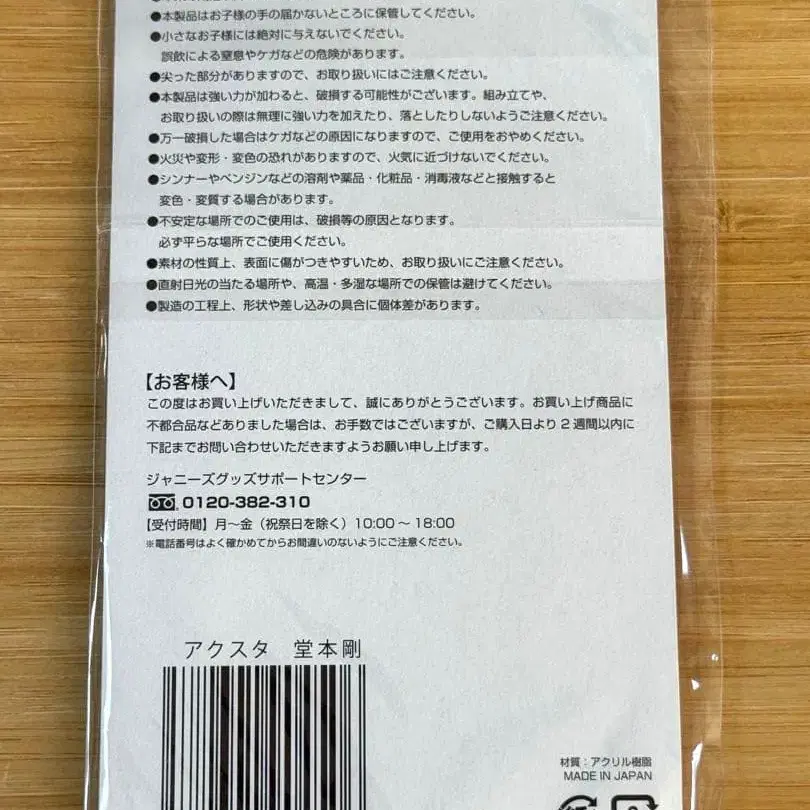 ●本製品はお子様の手の届かないところに保管してください。
●小さなお子様には絶対に与えないでください。
誤飲による窒息やケガなどの危険があります。
●尖った部分がありますので、お取り扱いにはご注意ください。
●本製品は強い力が加わると、破損する可能性がございます。組み立てや、
お取り扱いの際は無理に強い力を加えたり、落としたりしないようご注意ください。
●万一破損した場合はケガなどの原因になりますので、ご使用をおやめください。
●火災や変形・変色の恐れがありますので、火気に近づけないでください。
●シンナーやベンジンなどの溶剤や薬品・化粧品・消毒液などと接触すると
変色・変質する場合があります。
●不安定な場所でのご使用は、破損等の原因となります。
必ず平らな場所でご使用ください。
●素材の性質上、表面に傷がつきやすいため、お取り扱いにご注意ください。
●直射日光の当たる場所や、高温・多湿な場所での保管は避けてください。
●製造の工程上、形状や差し込みの具合に個体差があります。
【お客様へ】
この度はお買い上げいただきまして、誠にありがとうございます。お買い上げ商品に
不都合品などありました場合は、お手数ではございますが、ご購入日より2週間以内に
下記までお問い合わせいただきますようお願い申し上げます。
ジャニーズグッズサポートセンター
0120-382-310
【受付時間】月〜金（祝祭日を除く）10:00〜18:00
※電話番号はよく確かめてからお間違いのないようにご注意ください。
アクスタ 堂本剛
材質：アクリル樹脂
MADE IN JAPAN